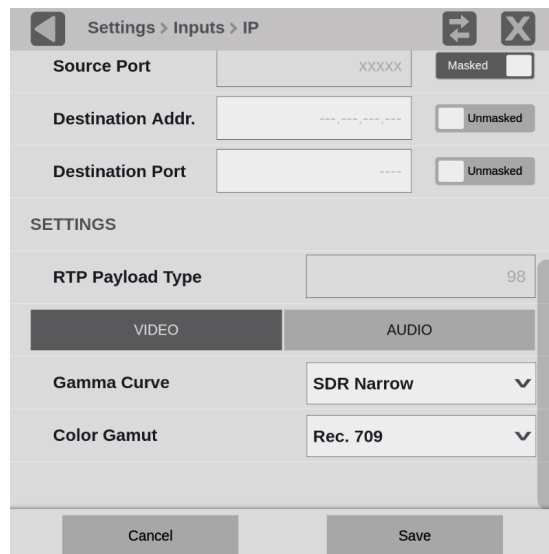 Settings > Inputs > IP
Source Port xxxxx Masked
Destination Addr. ---.---.---.--- Unmasked
Destination Port ---- Unmasked
SETTINGS
RTP Payload Type 98
VIDEO AUDIO
Gamma Curve SDR Narrow
Color Gamut Rec. 709
Cancel Save